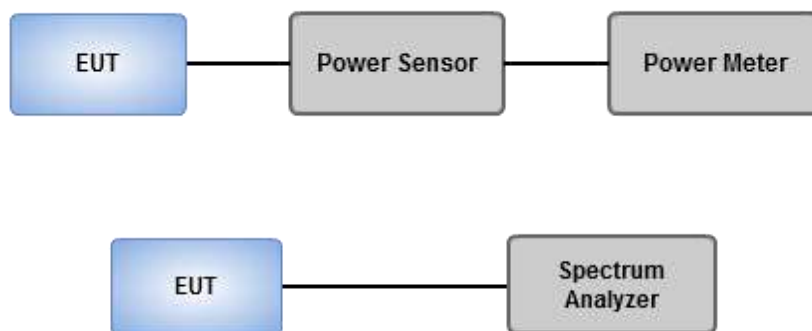 EUT
Power Sensor
Power Meter
EUT
Spectrum
Analyzer